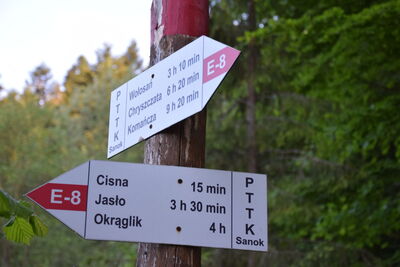 PTTK
Sanok
Wołosań 3 h 10 min
Chryszczata 6 h 20 min
Komańcza 9 h 20 min
E-8
E-8
Cisna 15 min
Jasło 3 h 30 min
Okrąglik 4 h
PTTK
Sanok